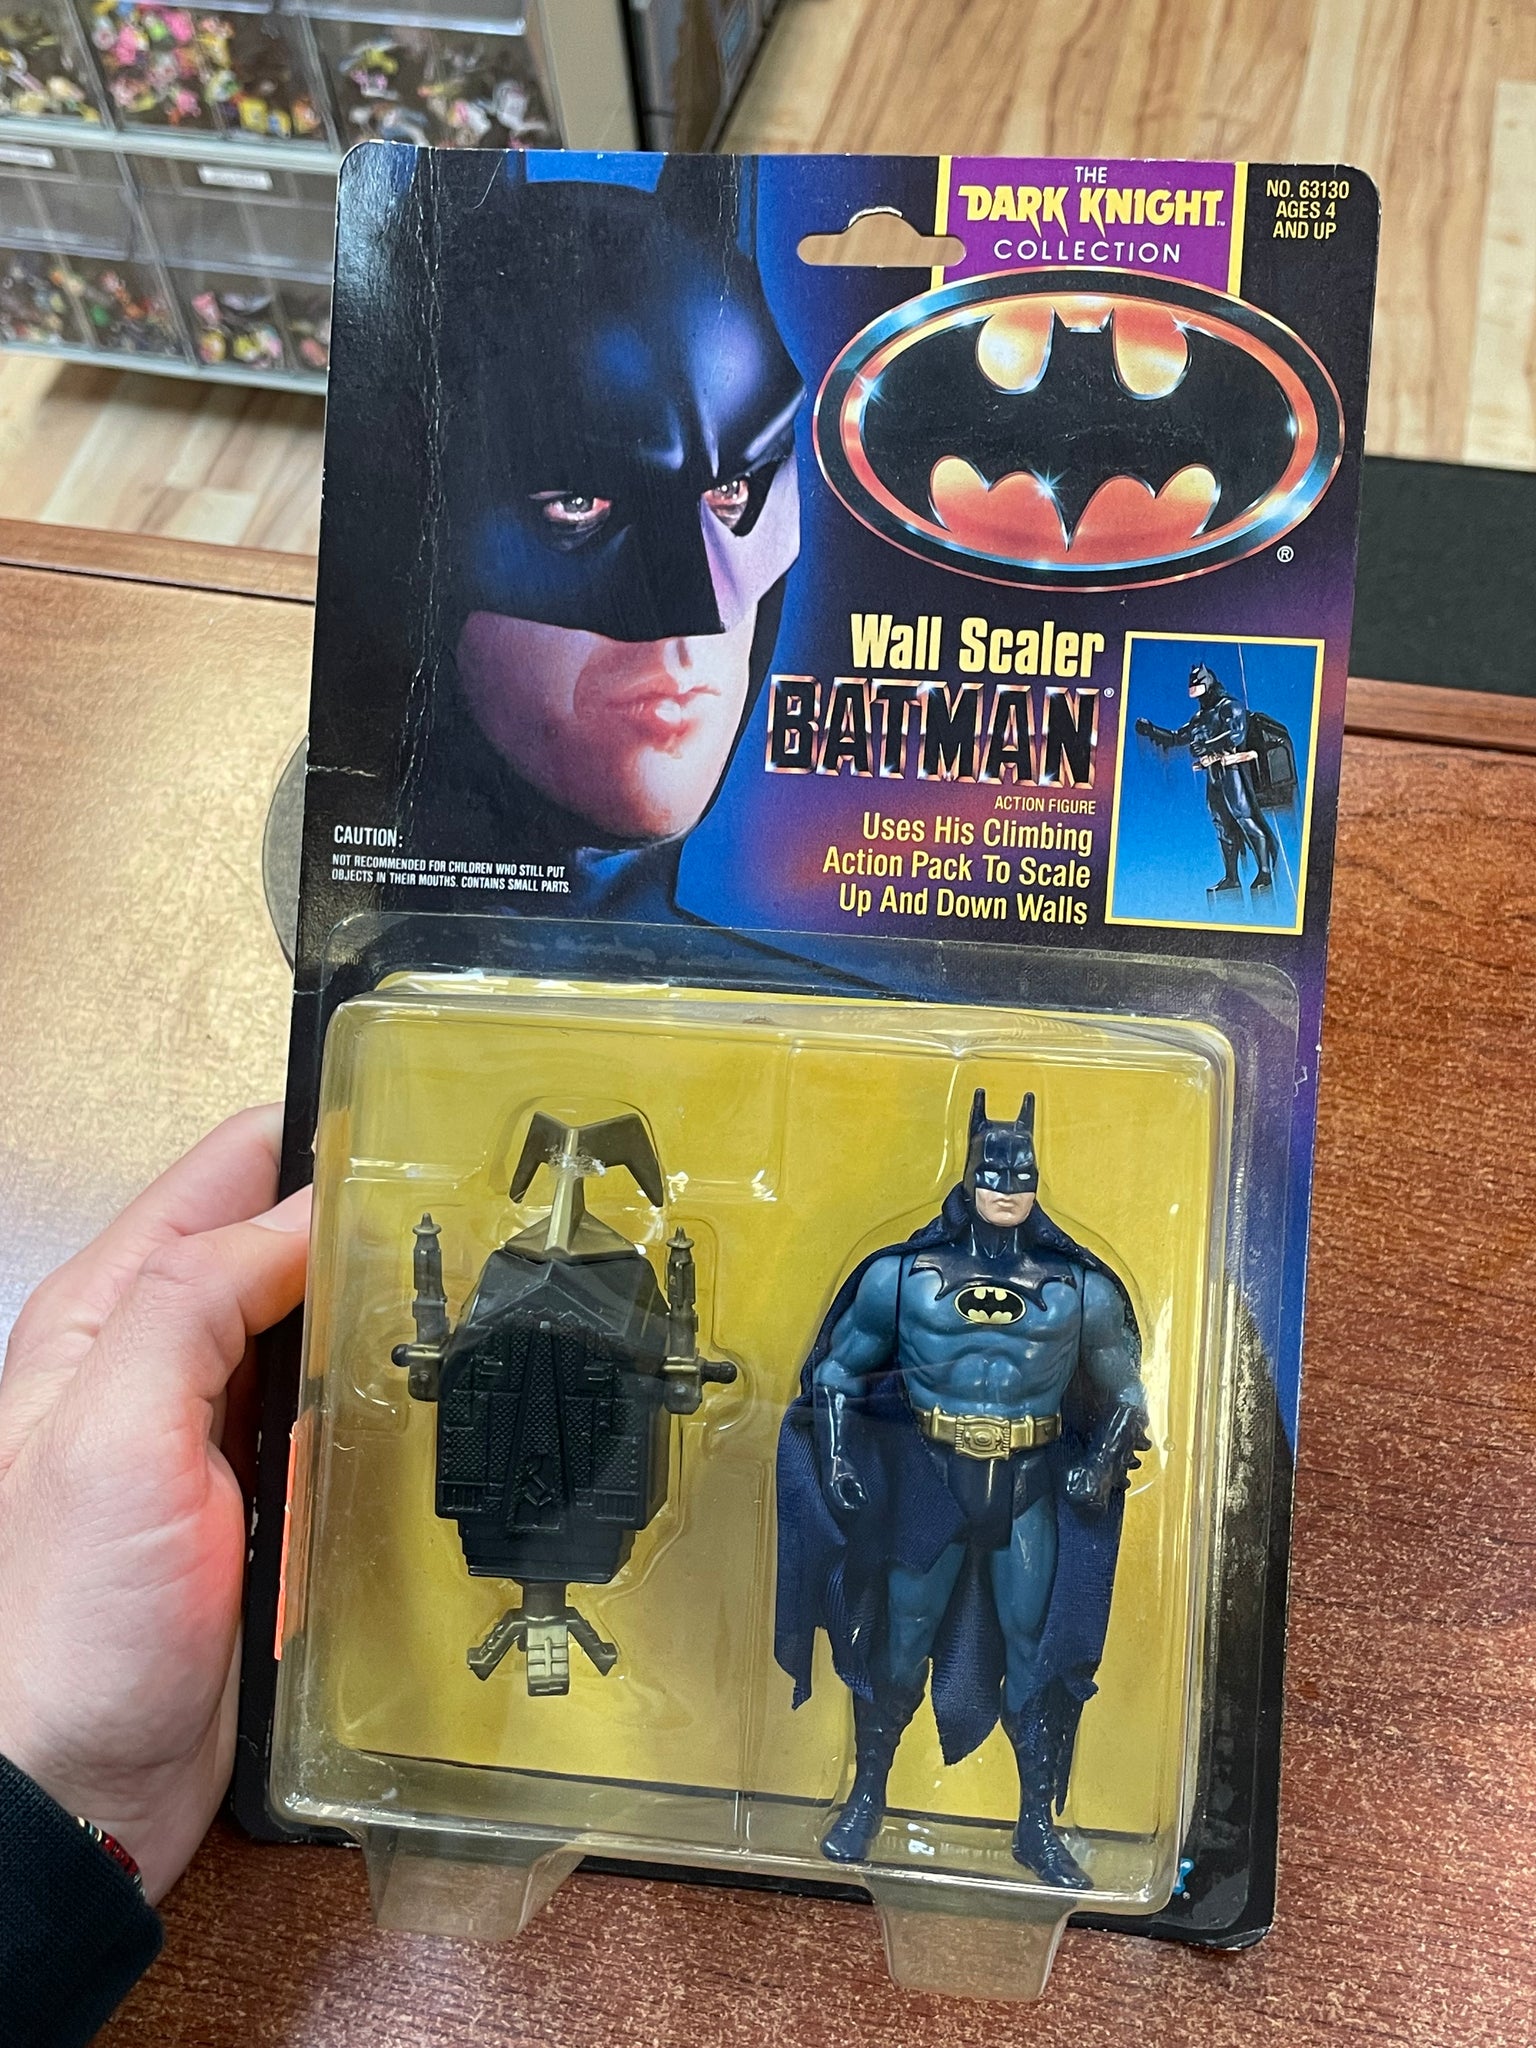 THE
DARK KNIGHT™
COLLECTION
NO. 63130
AGES 4
AND UP
®
Wall Scaler
BATMAN®
ACTION FIGURE
Uses His Climbing
Action Pack To Scale
Up And Down Walls
CAUTION:
NOT RECOMMENDED FOR CHILDREN WHO STILL PUT
OBJECTS IN THEIR MOUTHS. CONTAINS SMALL PARTS.